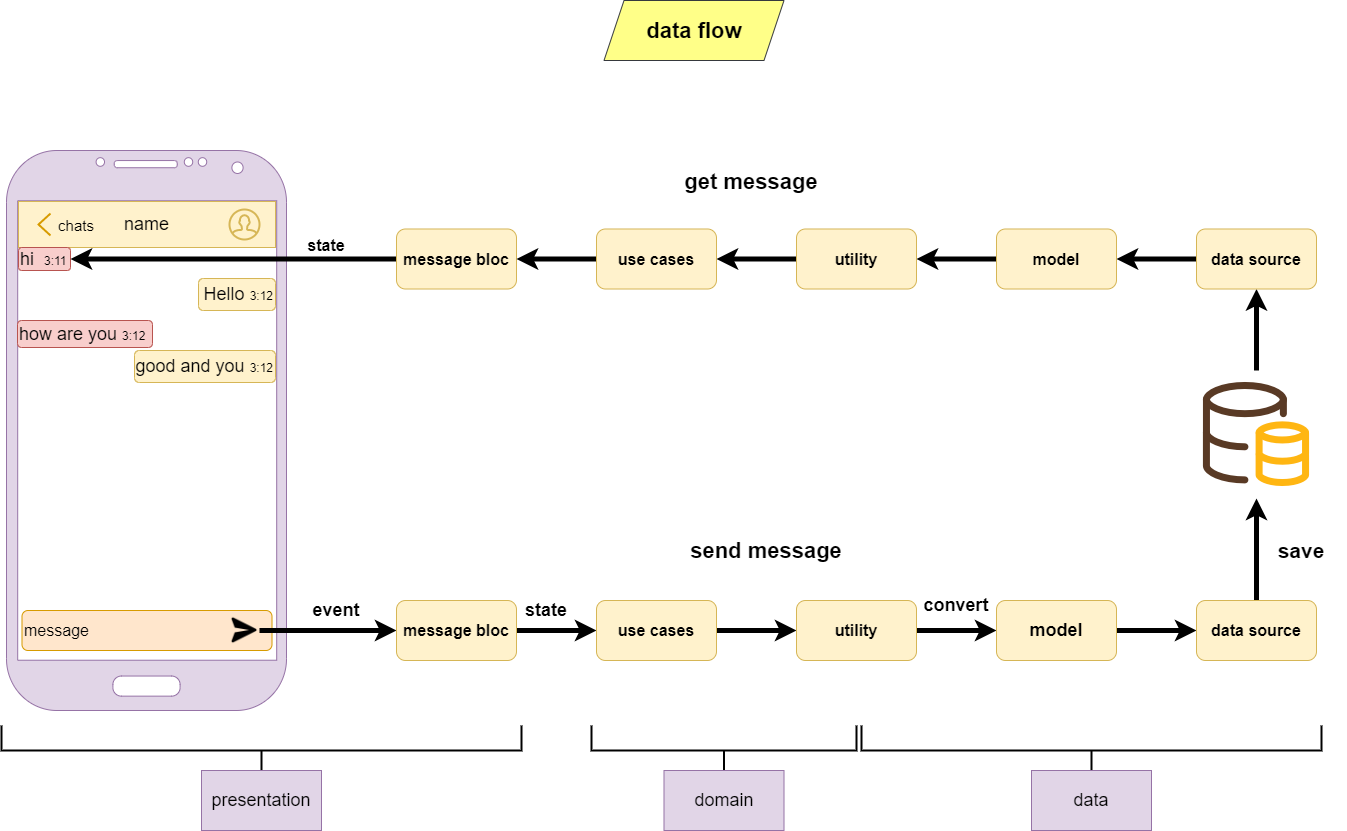 data flow
get message
chats name
hi 3:11
state
message bloc
use cases
utility
model
data source
Hello 3:12
how are you 3:12
good and you 3:12
send message
save
message
event
message bloc
state
use cases
utility
convert
model
data source
presentation
domain
data